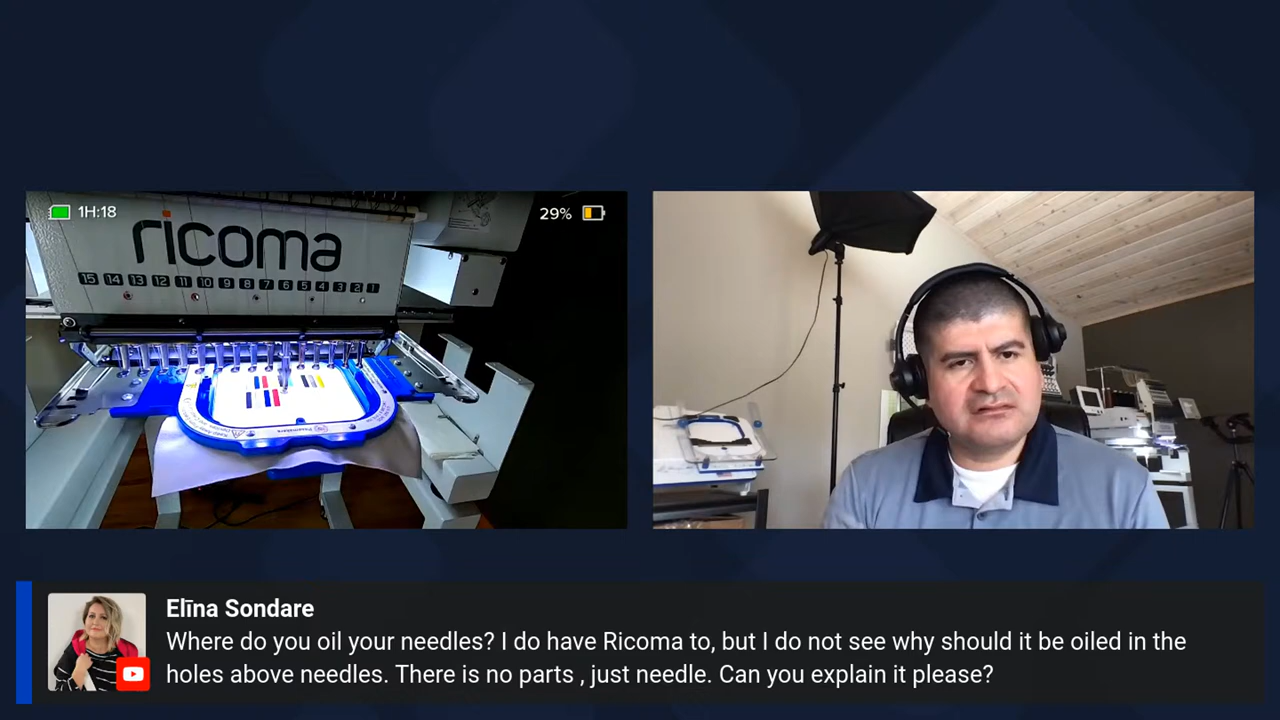 1H:18
29%
ricoma
15 14 13 12 11 10 9 8 7 6 5 4 3 2 1
Elīna Sondare
Where do you oil your needles? I do have Ricoma to, but I do not see why should it be oiled in the
holes above needles. There is no parts , just needle. Can you explain it please?